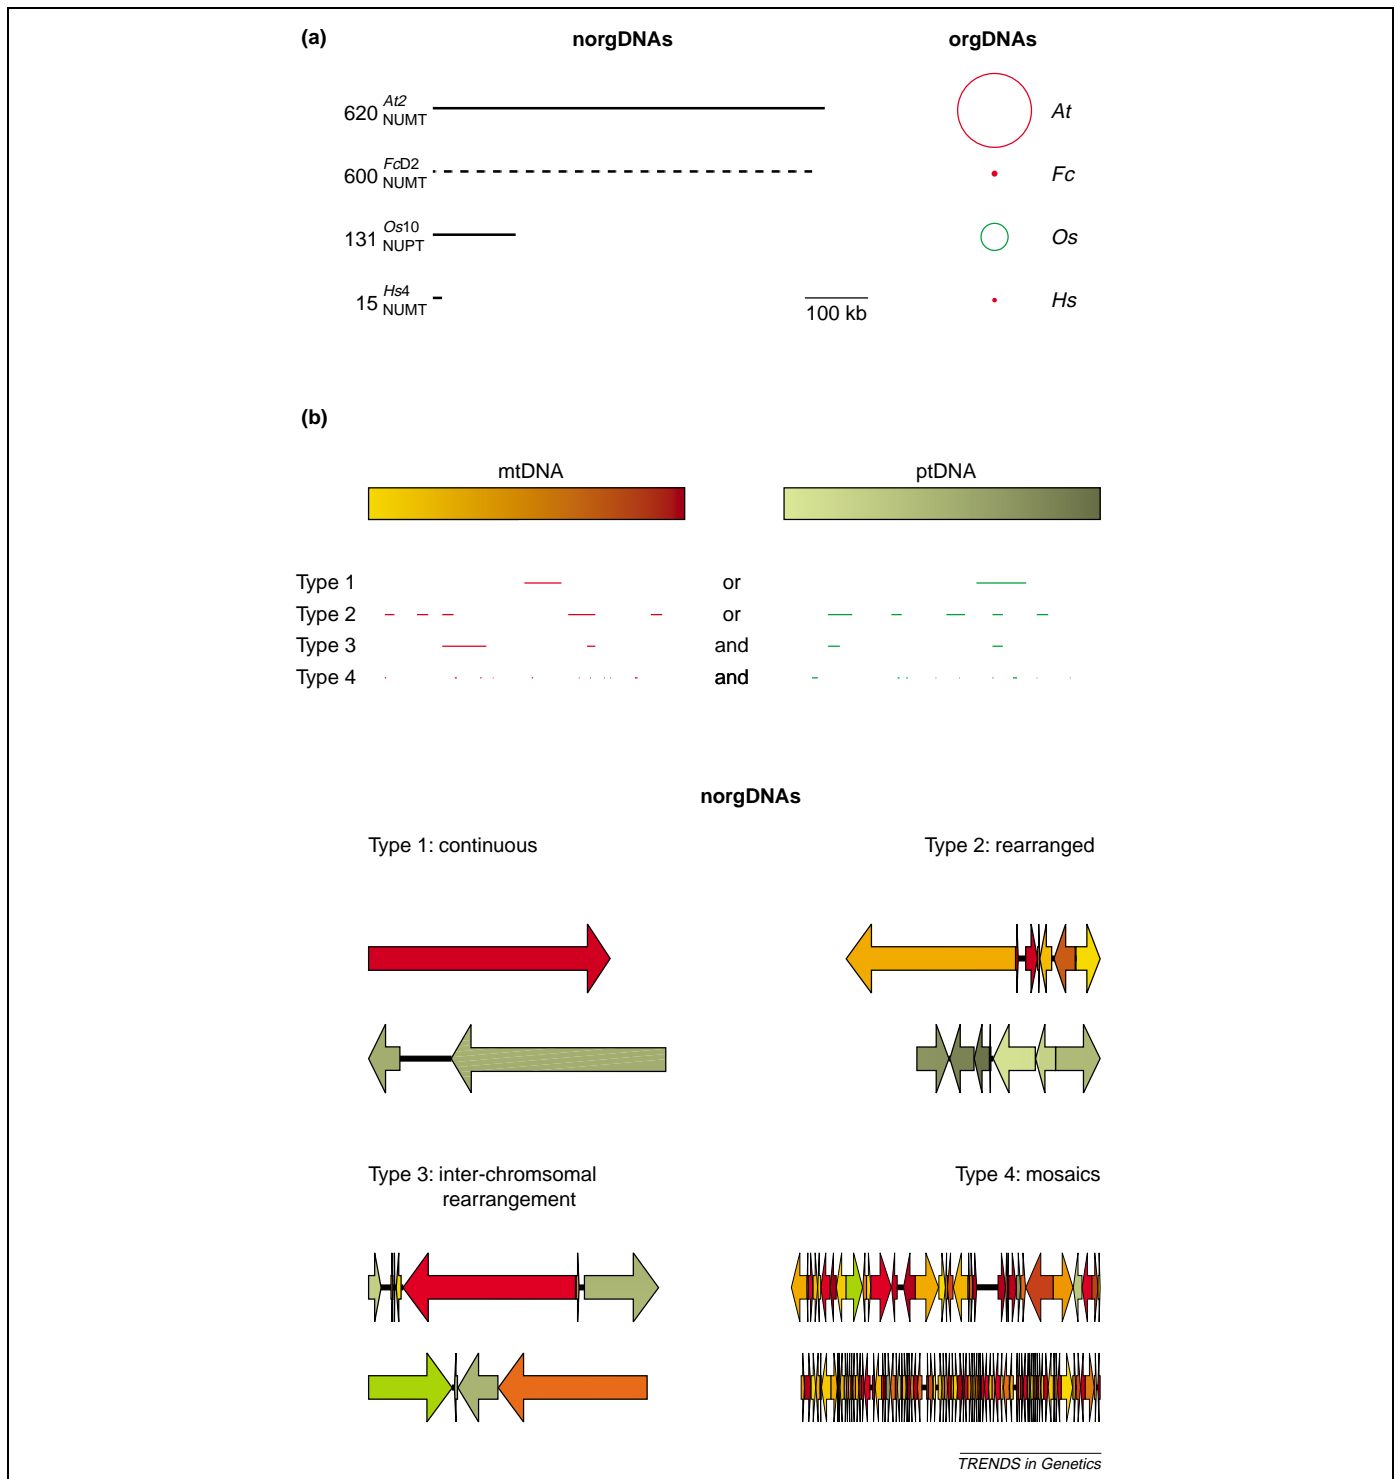 (a)
norgDNAs
orgDNAs
620 At2 NUMT
At
600 FcD2 NUMT
Fc
131 Os10 NUPT
Os
15 Hs4 NUMT
100 kb
Hs
(b)
mtDNA
ptDNA
Type 1
or
Type 2
or
Type 3
and
Type 4
and
norgDNAs
Type 1: continuous
Type 2: rearranged
Type 3: inter-chromsomal
rearrangement
Type 4: mosaics
TRENDS in Genetics